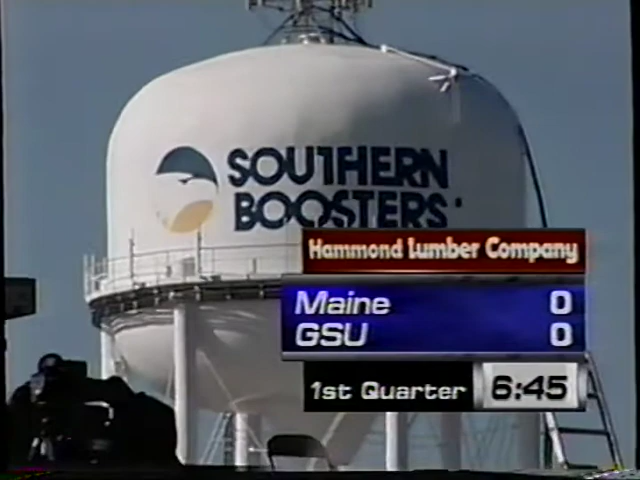 SOUTHERN
BOOSTERS
Hammond Lumber Company
Maine 0
GSU 0
1st Quarter 6:45